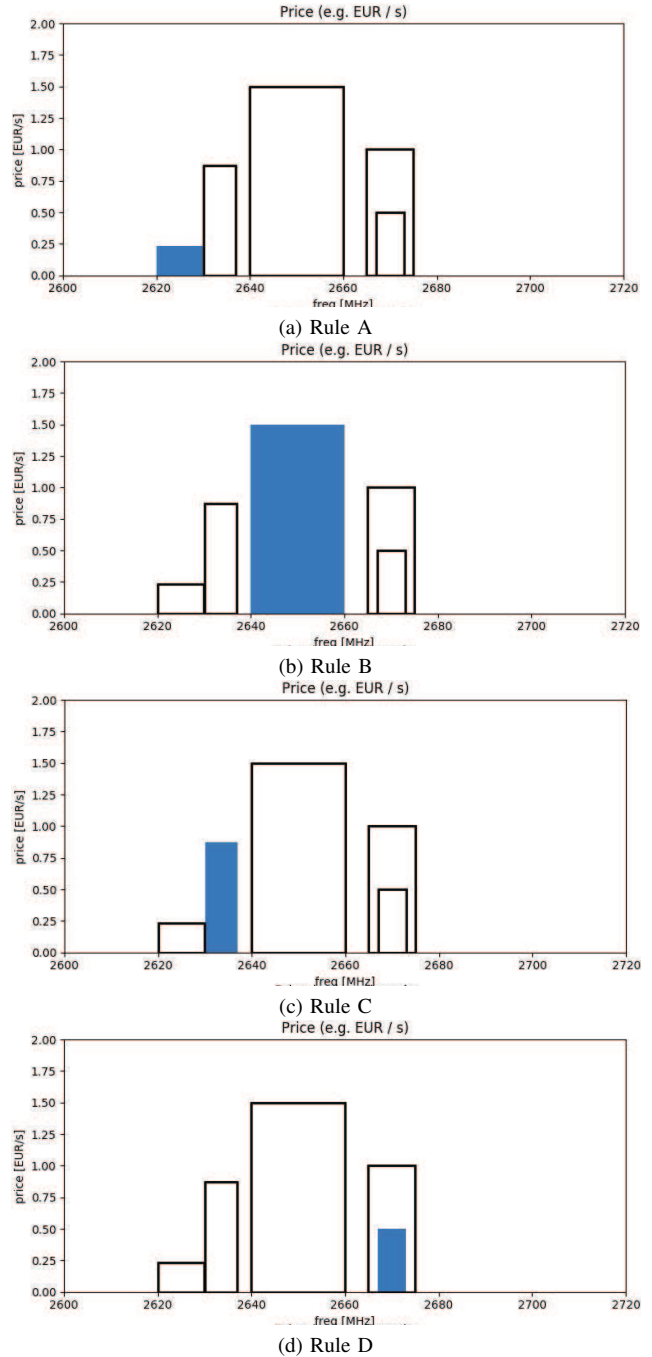 Price (e.g. EUR / s)
2.00
1.75
1.50
1.25
1.00
0.75
0.50
0.25
0.00
price [EUR/s]
2600 2620 2640 2660 2680 2700 2720
freq [MHz]
(a) Rule A
Price (e.g. EUR / s)
2.00
1.75
1.50
1.25
1.00
0.75
0.50
0.25
0.00
price [EUR/s]
2600 2620 2640 2660 2680 2700 2720
freq [MHz]
(b) Rule B
Price (e.g. EUR / s)
2.00
1.75
1.50
1.25
1.00
0.75
0.50
0.25
0.00
price [EUR/s]
2600 2620 2640 2660 2680 2700 2720
freq [MHz]
(c) Rule C
Price (e.g. EUR / s)
2.00
1.75
1.50
1.25
1.00
0.75
0.50
0.25
0.00
price [EUR/s]
2600 2620 2640 2660 2680 2700 2720
freq [MHz]
(d) Rule D